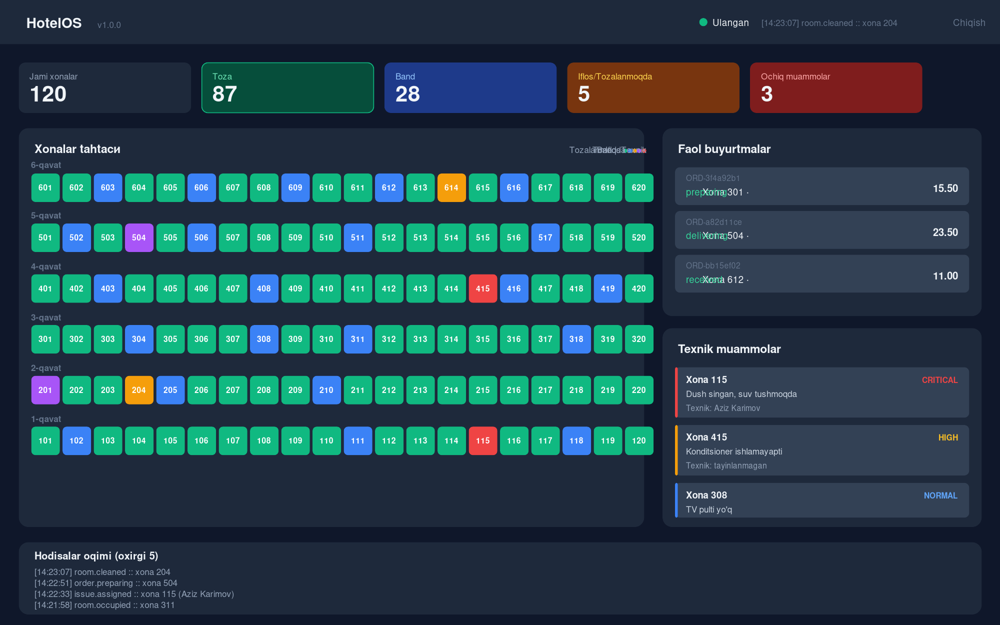 HotelOS v1.0.0
Ulangan [14:23:07] room.cleaned :: xona 204 Chiqish
Jami xonalar
120
Toza
87
Band
28
Iflos/Tozalanmoqda
5
Ochiq muammolar
3
Xonalar tahtacи
Texnik
6-qavat
601 602 603 604 605 606 607 608 609 610 611 612 613 614 615 616 617 618 619 620
5-qavat
501 502 503 504 505 506 507 508 509 510 511 512 513 514 515 516 517 518 519 520
4-qavat
401 402 403 404 405 406 407 408 409 410 411 412 413 414 415 416 417 418 419 420
3-qavat
301 302 303 304 305 306 307 308 309 310 311 312 313 314 315 316 317 318 319 320
2-qavat
201 202 203 204 205 206 207 208 209 210 211 212 213 214 215 216 217 218 219 220
1-qavat
101 102 103 104 105 106 107 108 109 110 111 112 113 114 115 116 117 118 119 120
Faol buyurtmalar
ORD-3f4a92b1
preparing Xona 301 ·
15.50
ORD-a82d11ce
delivering Xona 504 ·
23.50
ORD-bb15ef02
received Xona 612 ·
11.00
Texnik muammolar
Xona 115 CRITICAL
Dush singan, suv tushmoqda
Texnik: Aziz Karimov
Xona 415 HIGH
Konditsioner ishlamayapti
Texnik: tayinlanmagan
Xona 308 NORMAL
TV pulti yo'q
Hodisalar oqimi (oxirgi 5)
[14:23:07] room.cleaned :: xona 204
[14:22:51] order.preparing :: xona 504
[14:22:33] issue.assigned :: xona 115 (Aziz Karimov)
[14:21:58] room.occupied :: xona 311